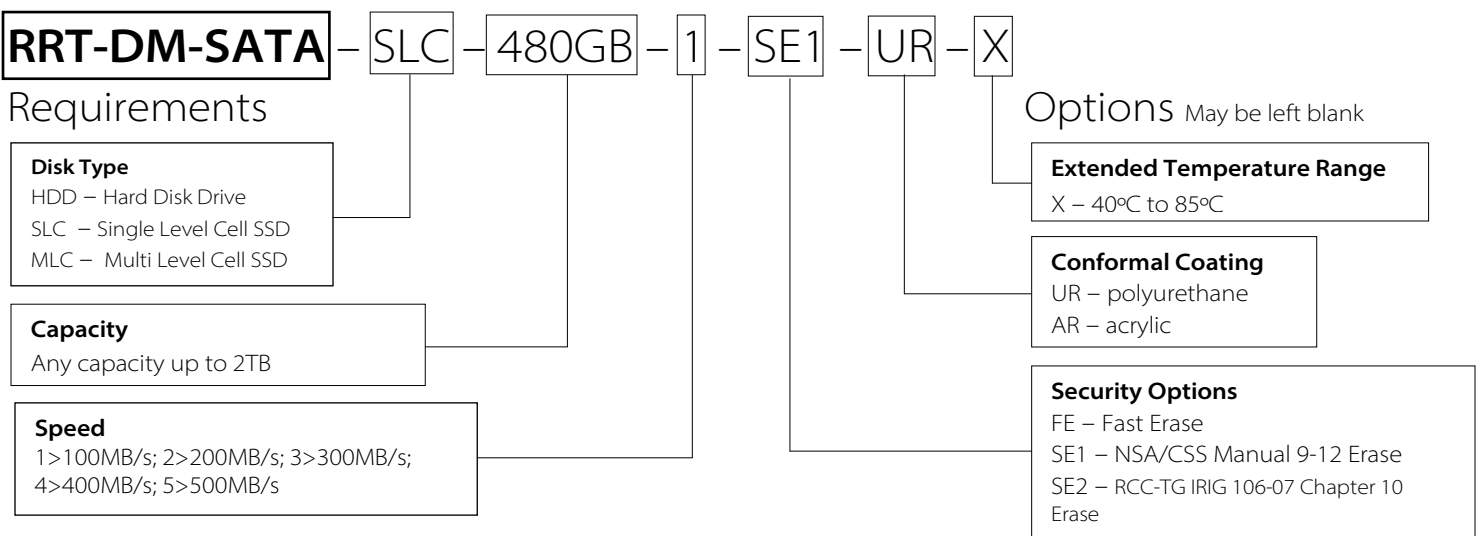 RRT-DM-SATA – SLC – 480GB – 1 – SE1 – UR – X
Requirements
Disk Type
HDD – Hard Disk Drive
SLC – Single Level Cell SSD
MLC – Multi Level Cell SSD
Capacity
Any capacity up to 2TB
Speed
1>100MB/s; 2>200MB/s; 3>300MB/s;
4>400MB/s; 5>500MB/s
Options May be left blank
Extended Temperature Range
X – 40ºC to 85ºC
Conformal Coating
UR – polyurethane
AR – acrylic
Security Options
FE – Fast Erase
SE1 – NSA/CSS Manual 9-12 Erase
SE2 – RCC-TG IRIG 106-07 Chapter 10
Erase